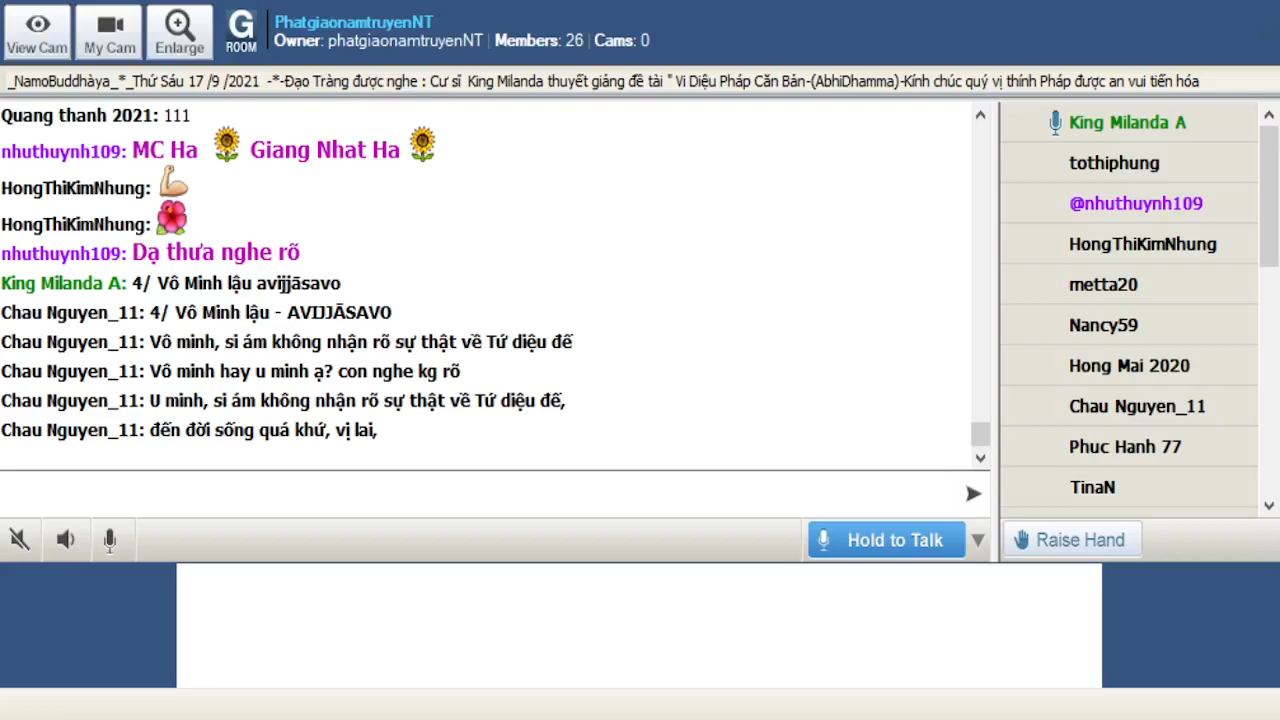 View Cam
My Cam
Enlarge
G
ROOM
PhatgiaonamtruyenNT
Owner: phatgiaonamtruyenNT | Members: 26 | Cams: 0
_NamoBuddhàya_*_Thứ Sáu 17 /9 /2021 -*-Đạo Tràng được nghe : Cư sĩ King Milanda thuyết giảng đề tài " Vi Diệu Pháp Căn Bản-(AbhiDhamma)-Kính chúc quý vị thính Pháp được an vui tiến hóa
Quang thanh 2021: 111
nhuthuynh109: MC Ha Giang Nhat Ha
HongThiKimNhung:
HongThiKimNhung:
nhuthuynh109: Dạ thưa nghe rõ
King Milanda A: 4/ Vô Minh lậu avijjāsavo
Chau Nguyen_11: 4/ Vô Minh lậu - AVIJJĀSAVO
Chau Nguyen_11: Vô minh, si ám không nhận rõ sự thật về Tứ diệu đế
Chau Nguyen_11: Vô minh hay u minh ạ? con nghe kg rõ
Chau Nguyen_11: U minh, si ám không nhận rõ sự thật về Tứ diệu đế,
Chau Nguyen_11: đến đời sống quá khứ, vị lai,
King Milanda A
tothiphung
@nhuthuynh109
HongThiKimNhung
metta20
Nancy59
Hong Mai 2020
Chau Nguyen_11
Phuc Hanh 77
TinaN
Hold to Talk
Raise Hand